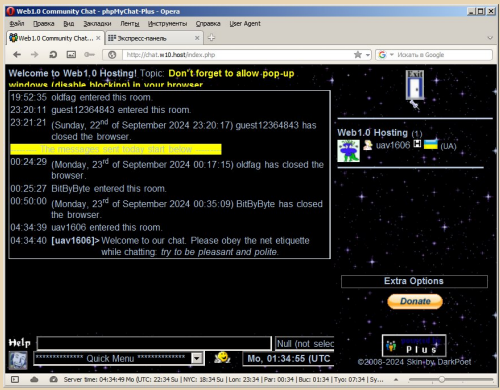 Web1.0 Community Chat - phpMyChat-Plus - Opera
Файл Правка Вид Закладки Ленты Инструменты Справка User Agent
Web1.0 Community Chat... Экспресс-панель
http://chat.w10.host/index.php Искать в Google
Welcome to Web1.0 Hosting! Topic: Don't forget to allow pop-up
windows (disable blocking) in your browser
19:52:35 oldfag entered this room.
23:20:11 guest12364843 entered this room.
23:21:21 (Sunday, 22nd of September 2024 23:20:17) guest12364843 has
closed the browser.
The messages sent today start below
00:24:29 (Monday, 23rd of September 2024 00:17:15) oldfag has closed the
browser.
00:25:27 BitByByte entered this room.
00:50:00 (Monday, 23rd of September 2024 00:35:09) BitByByte has closed
the browser.
04:34:39 uav1606 entered this room.
04:34:40 [uav1606]> Welcome to our chat. Please obey the net etiquette
while chatting: try to be pleasant and polite.
Help Null (not selec
************** Quick Menu **************
Mo, 01:34:55 (UTC
Exit
Web1.0 Hosting (1)
uav1606 (UA)
Extra Options
Donate
Plus
©2008-2024 Skin by DarkPoet
Server time: 04:34:49 Mo (UTC: 22:34 Su | NYC: 18:34 Su | Lon: 23:34 | Par: 00:34 | Buc: 01:34 | Tyo: 07:34 | Sy...